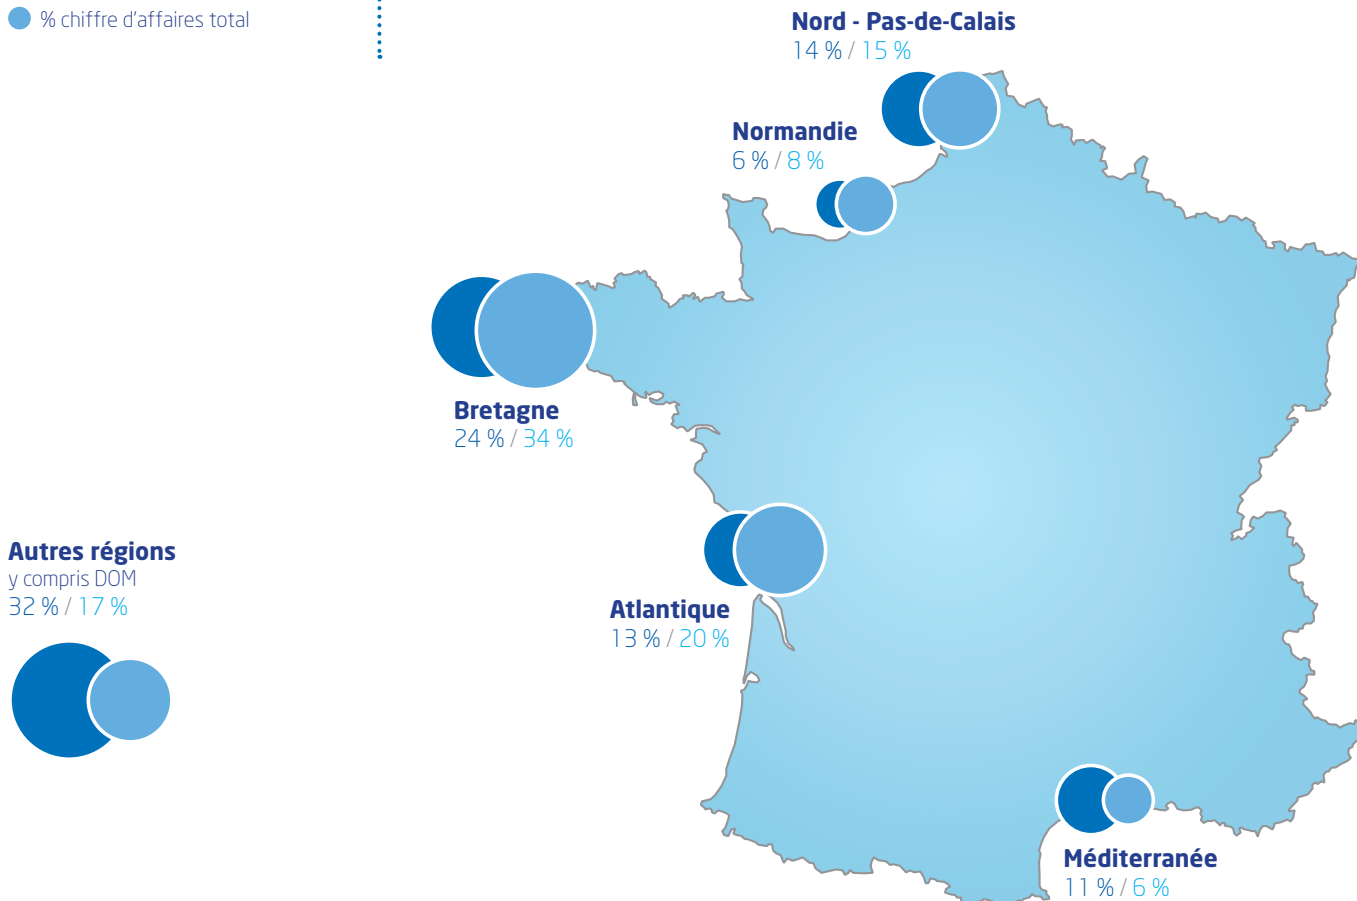 % chiffre d'affaires total
Nord - Pas-de-Calais
14 % / 15 %
Normandie
6 % / 8 %
Bretagne
24 % / 34 %
Autres régions
y compris DOM
32 % / 17 %
Atlantique
13 % / 20 %
Méditerranée
11 % / 6 %